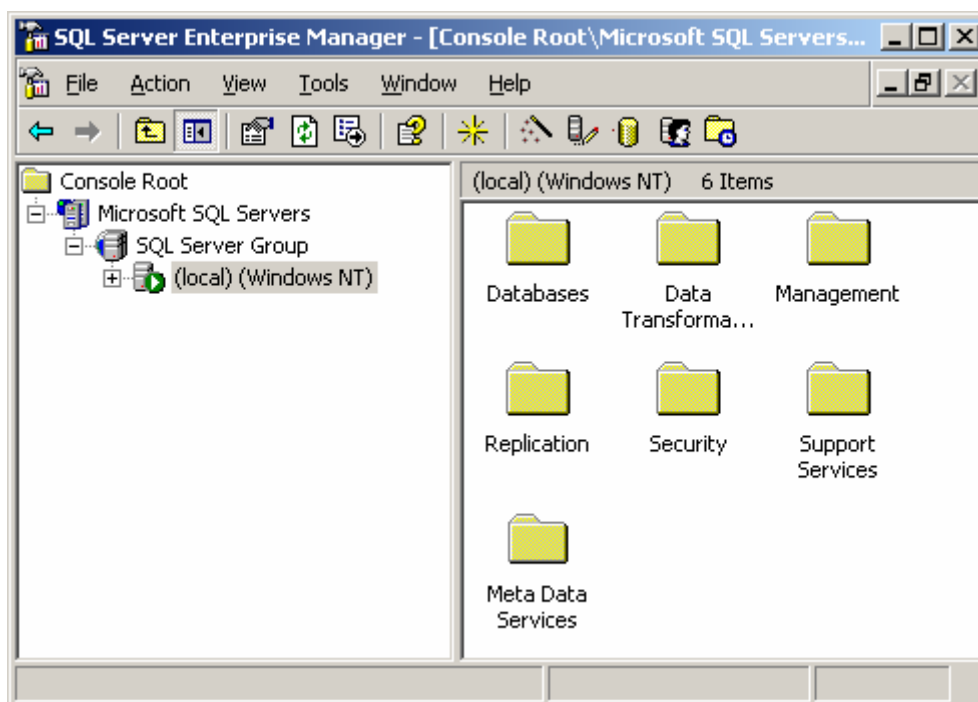 SQL Server Enterprise Manager - [Console Root\Microsoft SQL Servers...
File Action View Tools Window Help
Console Root
Microsoft SQL Servers
SQL Server Group
(local) (Windows NT)
(local) (Windows NT) 6 Items
Databases
Data
Transforma...
Management
Replication
Security
Support
Services
Meta Data
Services